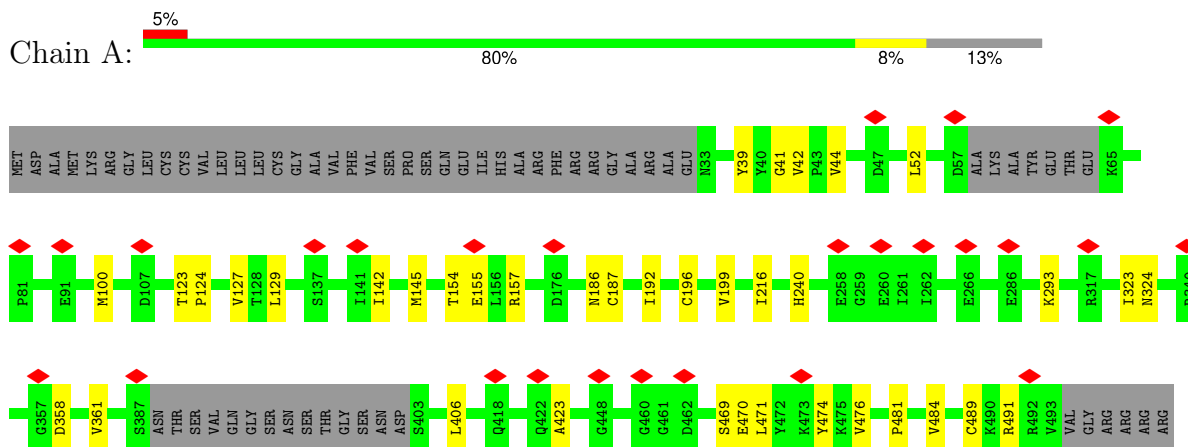 5%
Chain A:
80% 8% 13%
MET ASP ALA MET LYS ARG GLY LEU CYS CYS VAL LEU LEU LEU CYS GLY ALA VAL PHE VAL SER PRO SER GLN GLU ILE HIS ALA ARG PHE ARG ARG GLY ALA ARG ALA GLU N33 Y39 Y40 G41 V42 P43 V44 D47 L52 D57 ALA LYS ALA TYR GLU THR GLU K65
P81 E91 M100 D107 T123 P124 V127 T128 L129 S137 I141 I142 M145 T154 E155 L156 R157 D176 N186 C187 I192 C196 V199 I216 H240 E258 G259 E260 I261 I262 E266 E286 K293 R317 I323 N324
G357 D358 V361 S387 ASN THR SER VAL GLN GLY SER ASN SER THR GLY SER ASN ASP S403 L406 Q418 Q422 A423 G448 G460 G461 D462 S469 E470 L471 Y472 K473 Y474 K475 V476 P481 V484 C489 K490 R491 R492 V493 VAL GLY ARG ARG ARG ARG